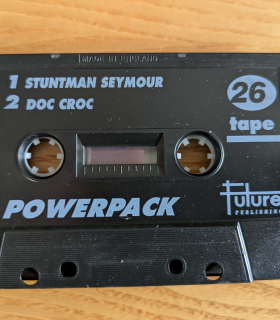 MADE IN ENGLAND
1 STUNTMAN SEYMOUR
2 DOC CROC
26
tape
POWERPACK
Future
PUBLISHING